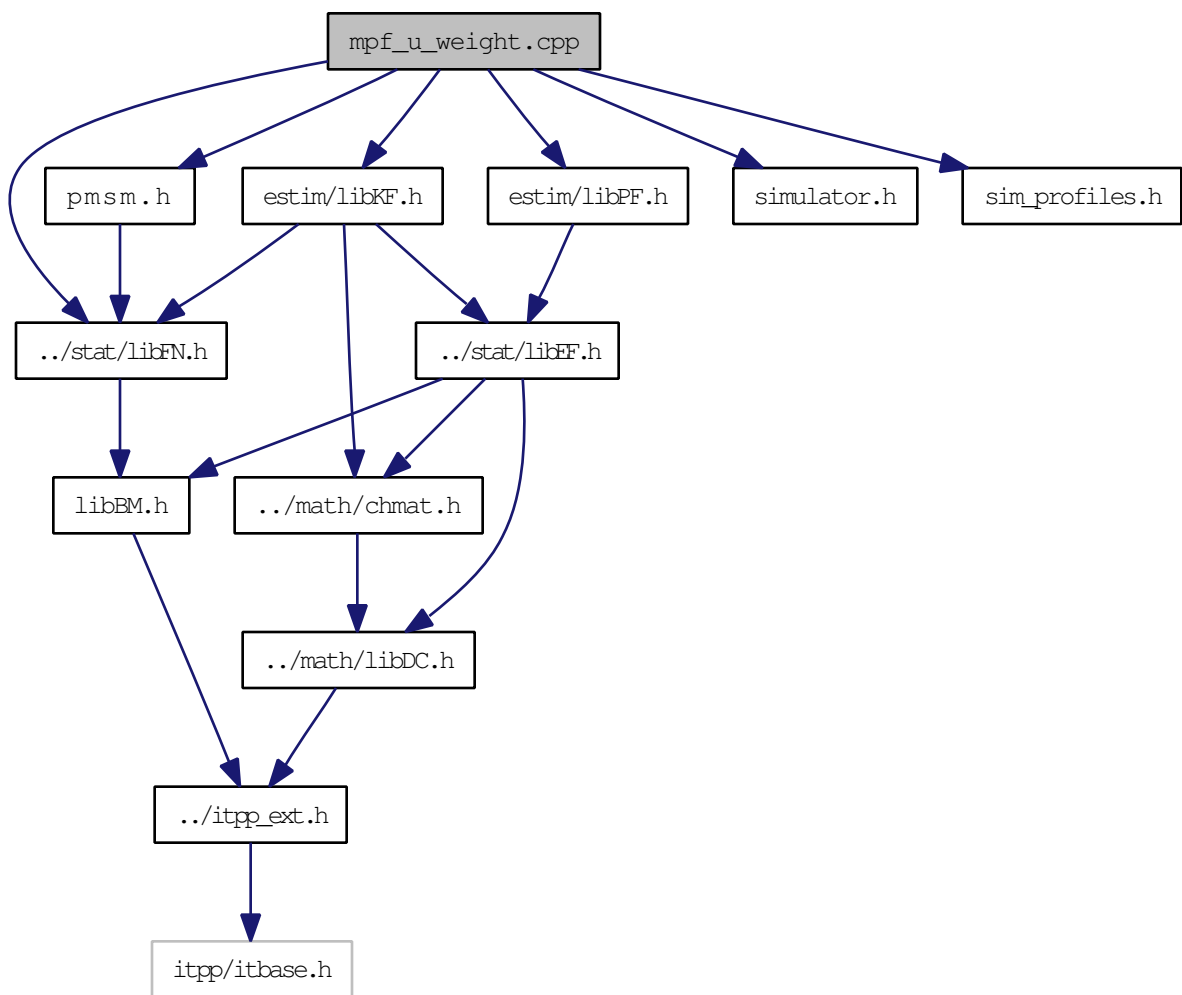 mpf_u_weight.cpp
pmsm.h
estim/libKF.h
estim/libPF.h
simulator.h
sim_profiles.h
../stat/libFN.h
../stat/libEF.h
libBM.h
../math/chmat.h
../math/libDC.h
../itpp_ext.h
itpp/itbase.h